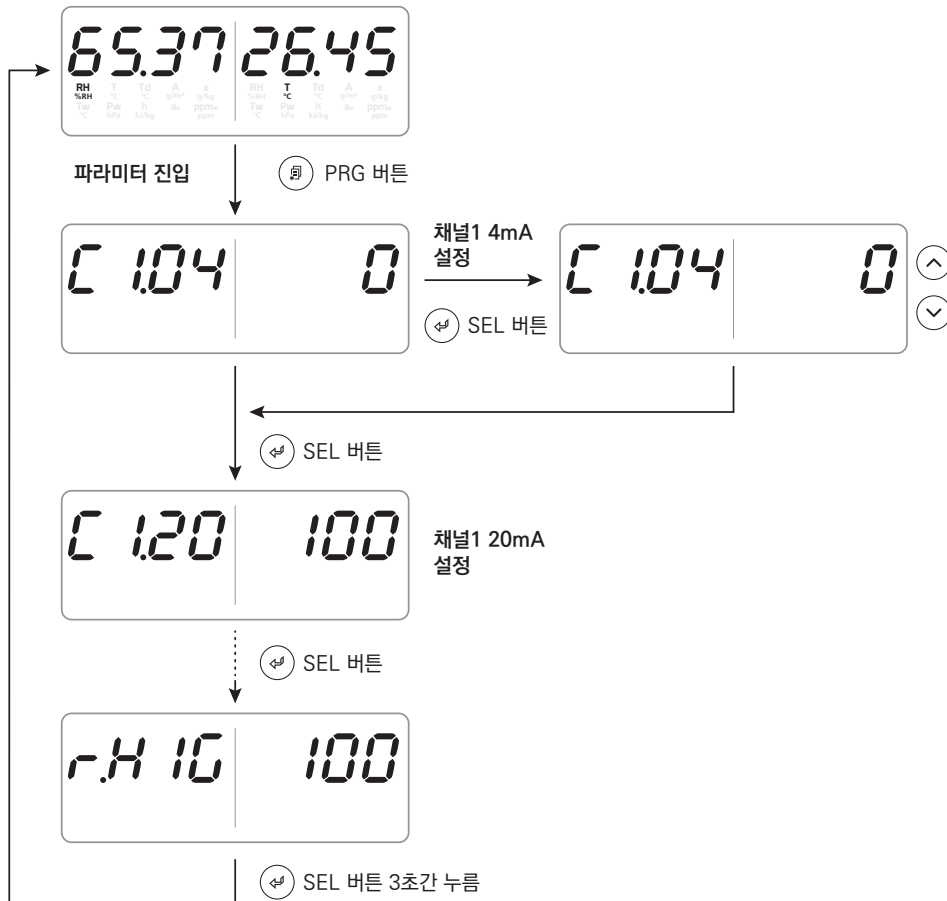 65.37 26.45
RH T Td A x RH T Td A x
%RH °C °C g/m³ g/kg %RH °C °C g/m³ g/kg
Tw Pw h aw ppmw Tw Pw h aw ppmw
°C hPa kJ/kg ppm °C hPa kJ/kg ppm
파라미터 진입 PRG 버튼
C 1.04 0
채널1 4mA
설정
SEL 버튼
C 1.04 0
SEL 버튼
C 1.20 100
채널1 20mA
설정
SEL 버튼
r.H 1G 100
SEL 버튼 3초간 누름